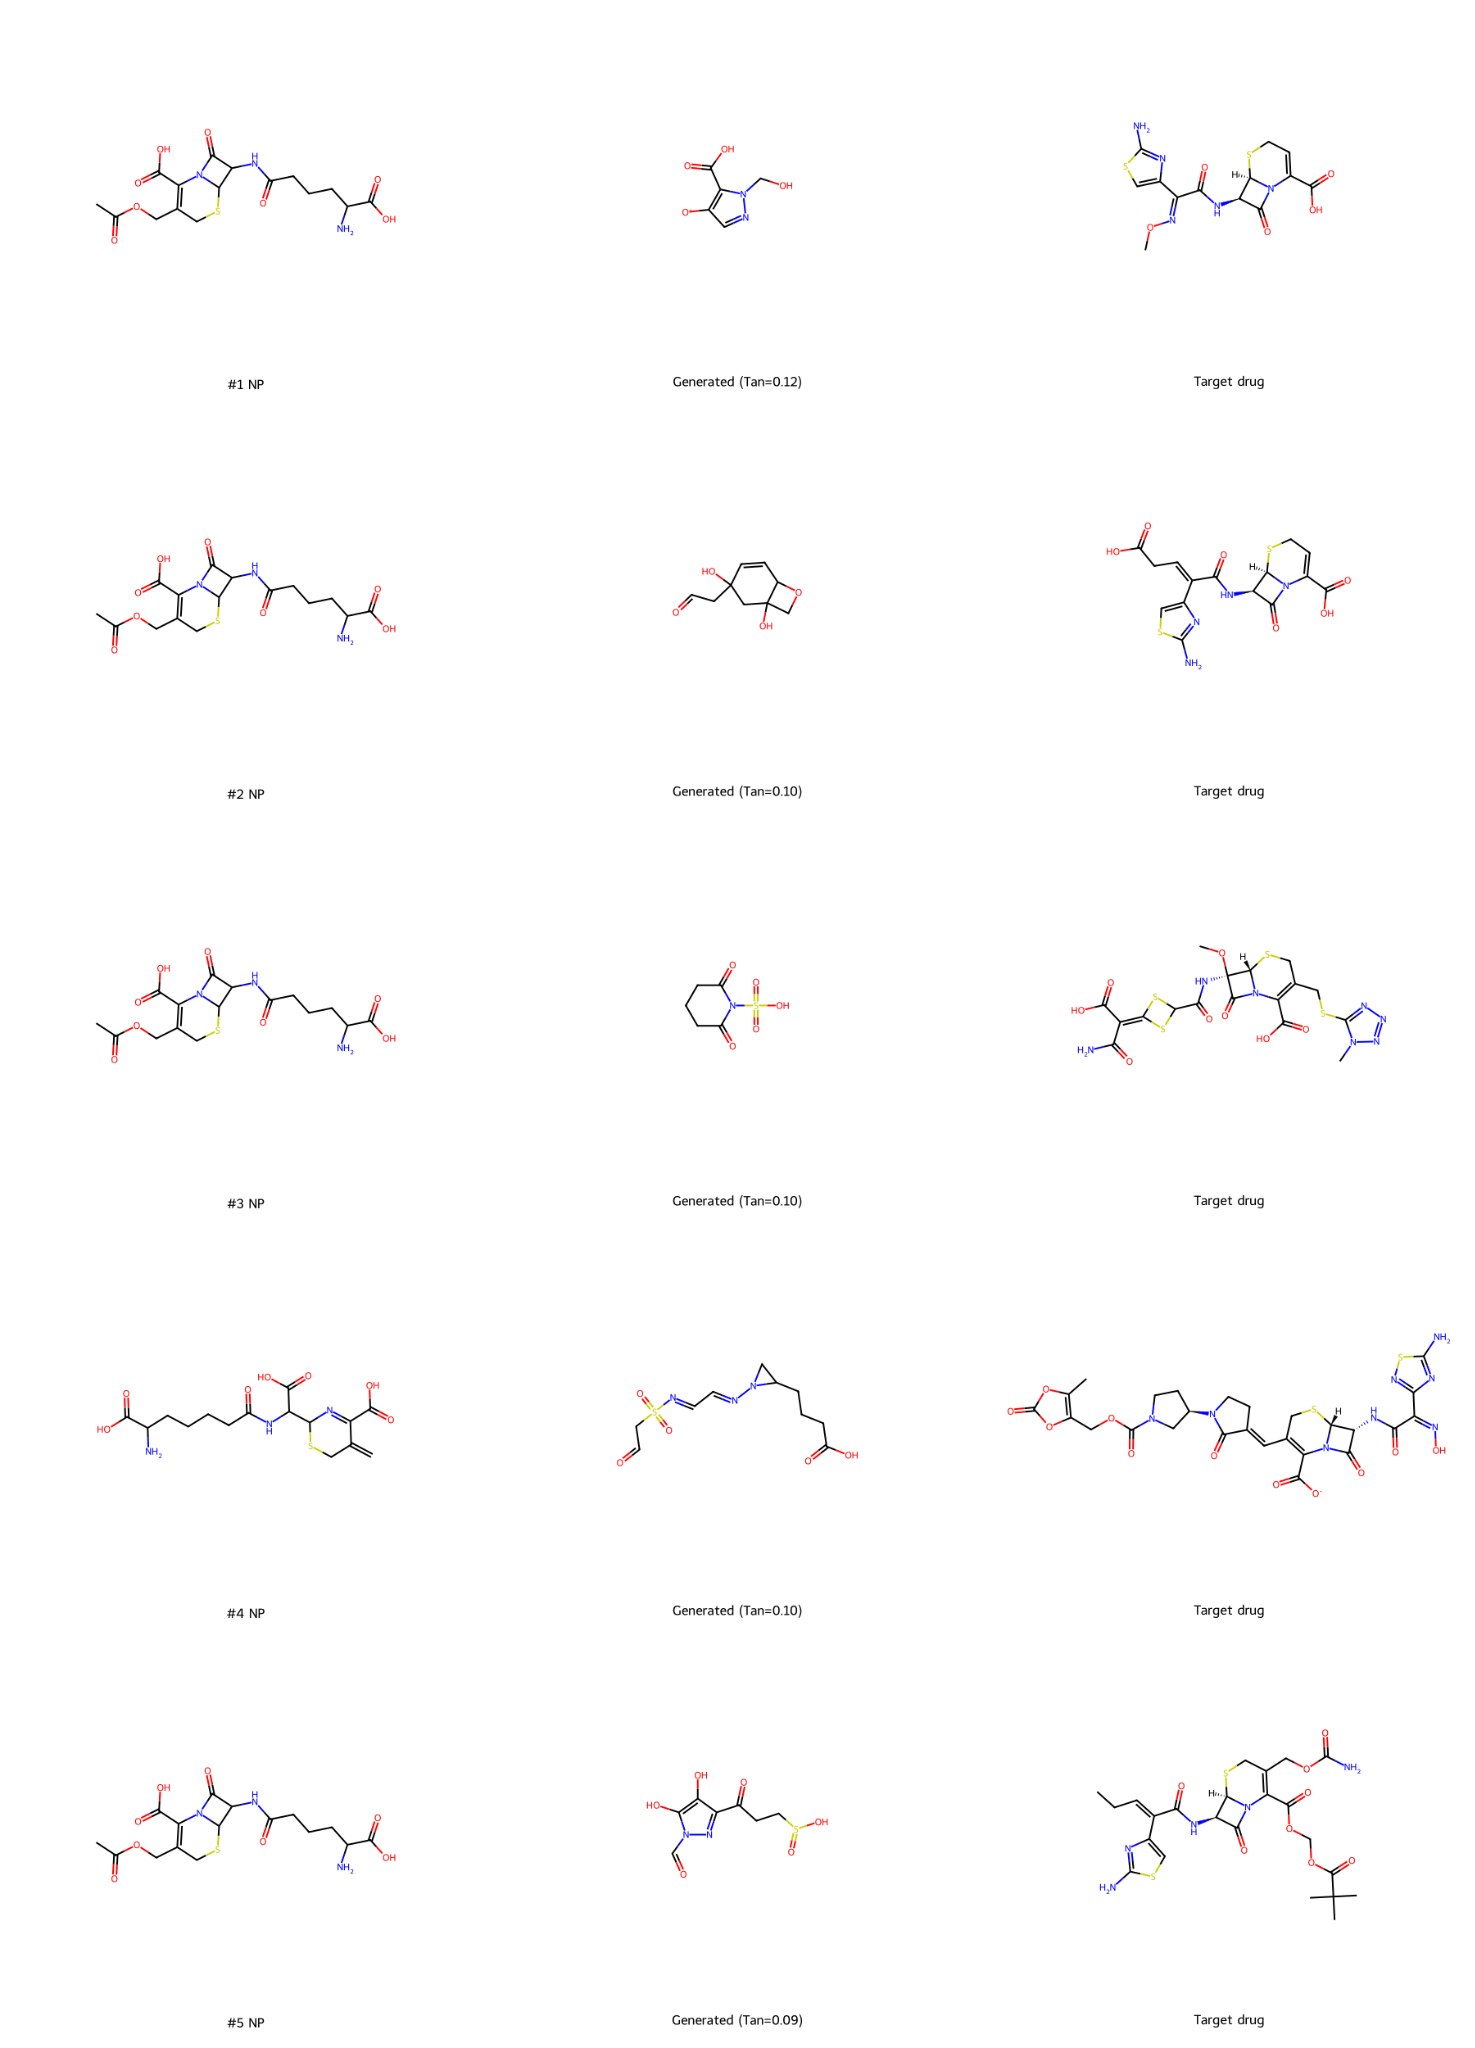 #1 NP
Generated (Tan=0.12)
Target drug
#2 NP
Generated (Tan=0.10)
Target drug
#3 NP
Generated (Tan=0.10)
Target drug
#4 NP
Generated (Tan=0.10)
Target drug
#5 NP
Generated (Tan=0.09)
Target drug